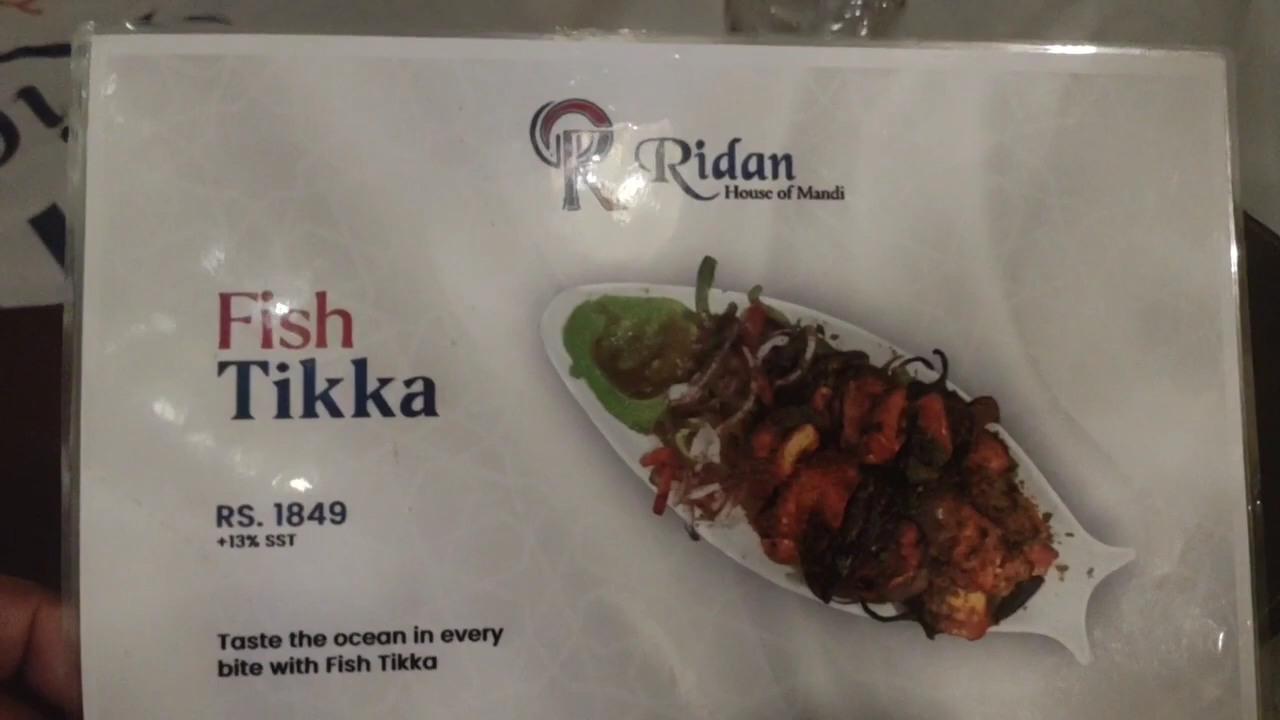 Ridan
House of Mandi
Fish
Tikka
RS. 1849
+13% SST
Taste the ocean in every
bite with Fish Tikka